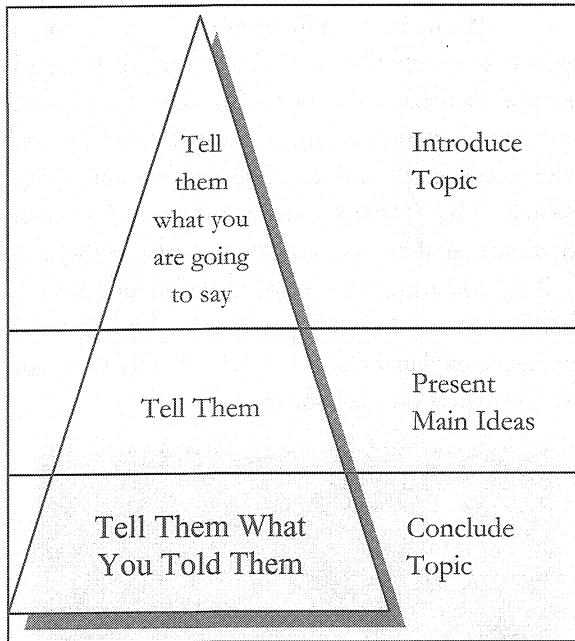 Tell
them
what you
are going
to say
Introduce
Topic
Tell Them
Present
Main Ideas
Tell Them What
You Told Them
Conclude
Topic